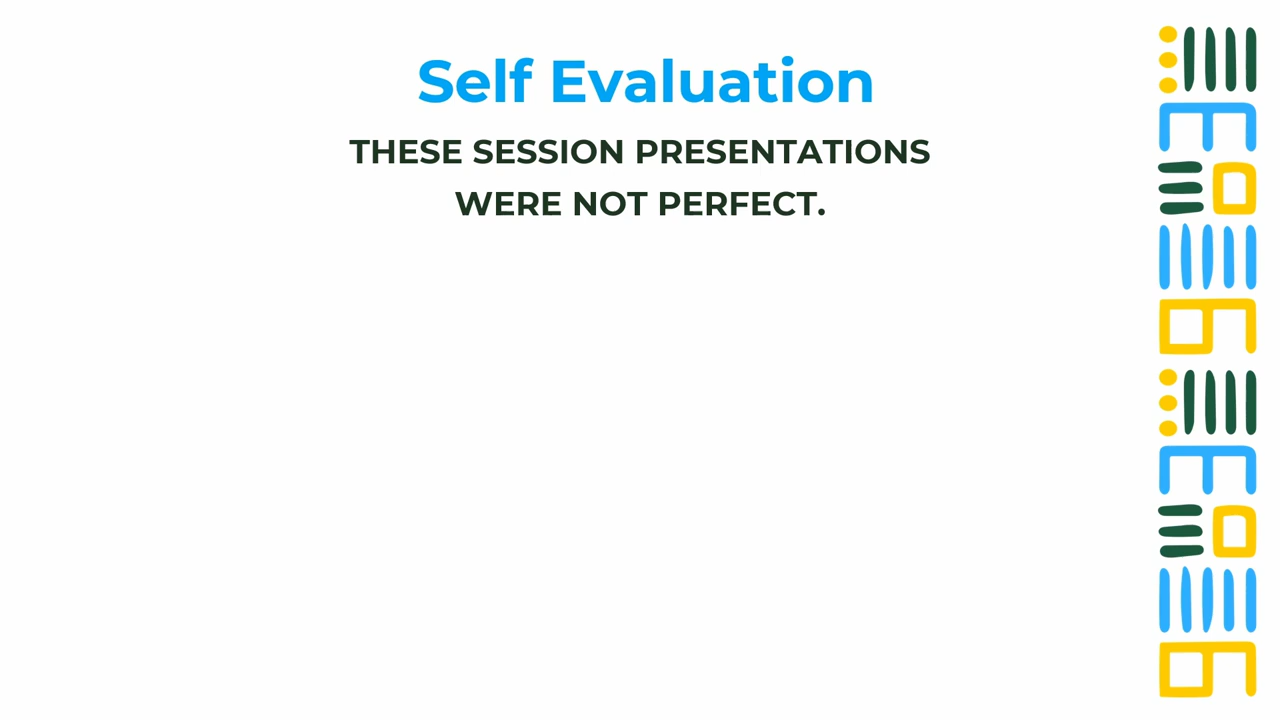 Self Evaluation
THESE SESSION PRESENTATIONS
WERE NOT PERFECT.